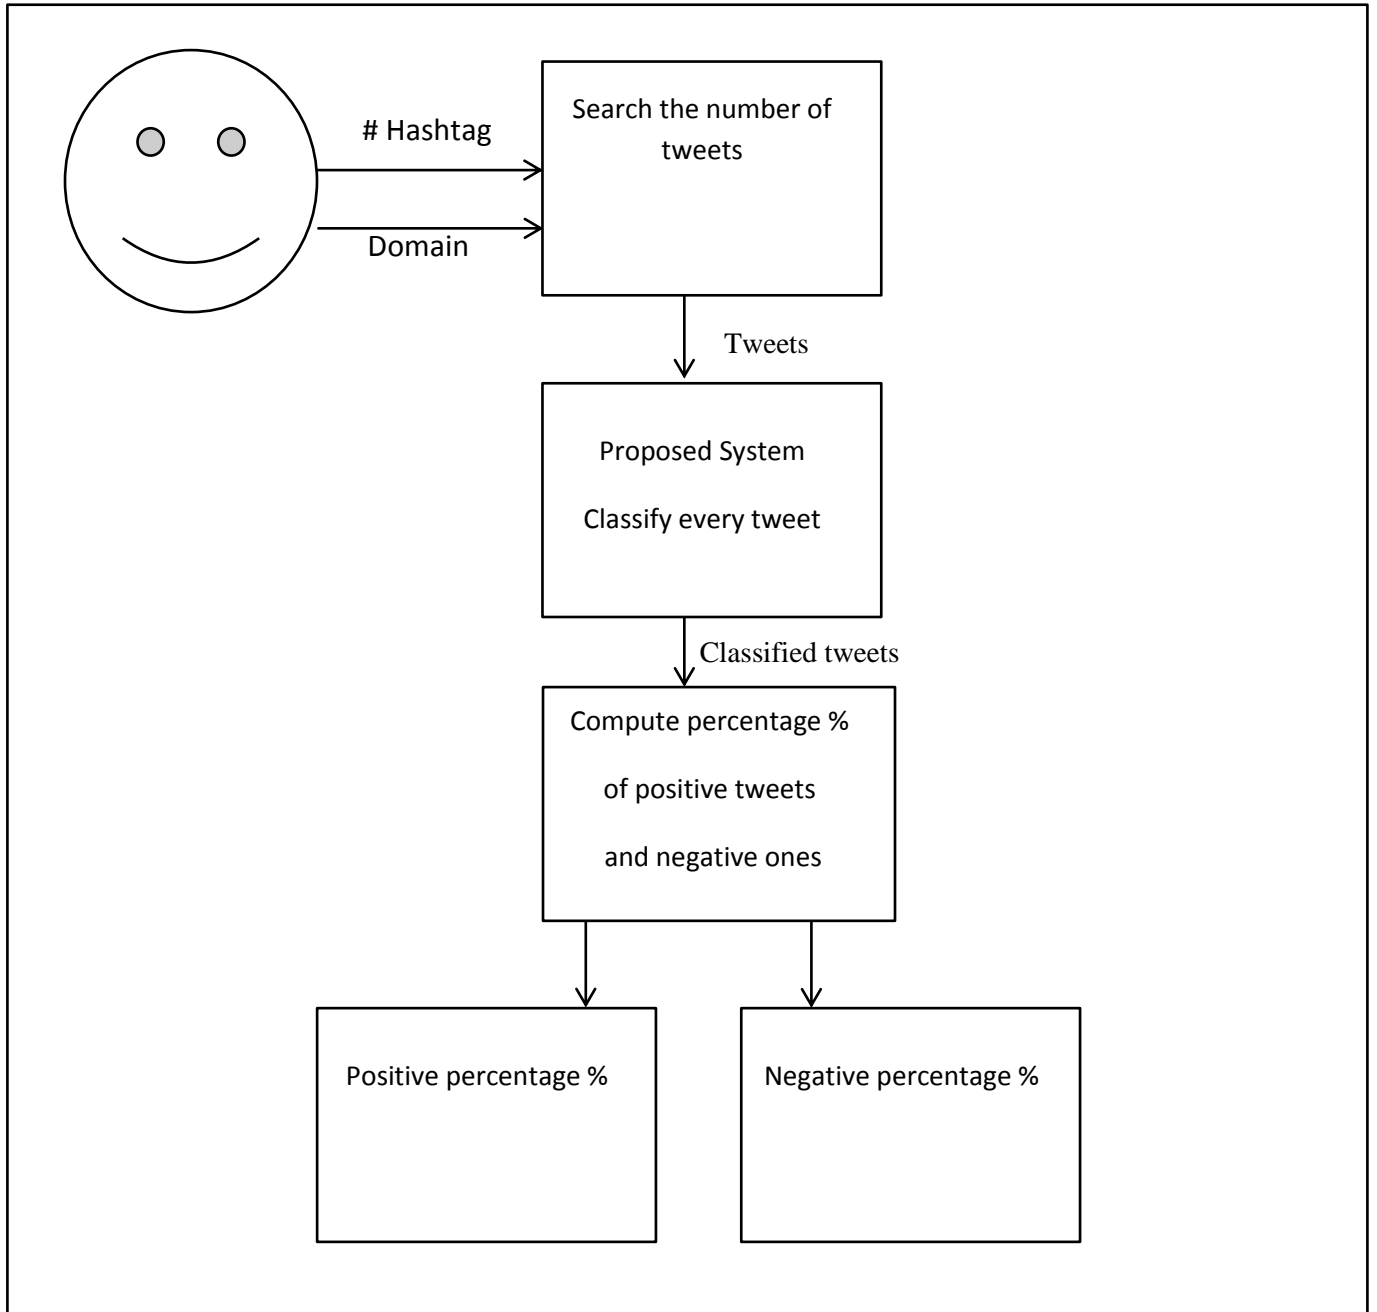 # Hashtag
Domain
Search the number of
tweets
Tweets
Proposed System
Classify every tweet
Classified tweets
Compute percentage %
of positive tweets
and negative ones
Positive percentage %
Negative percentage %